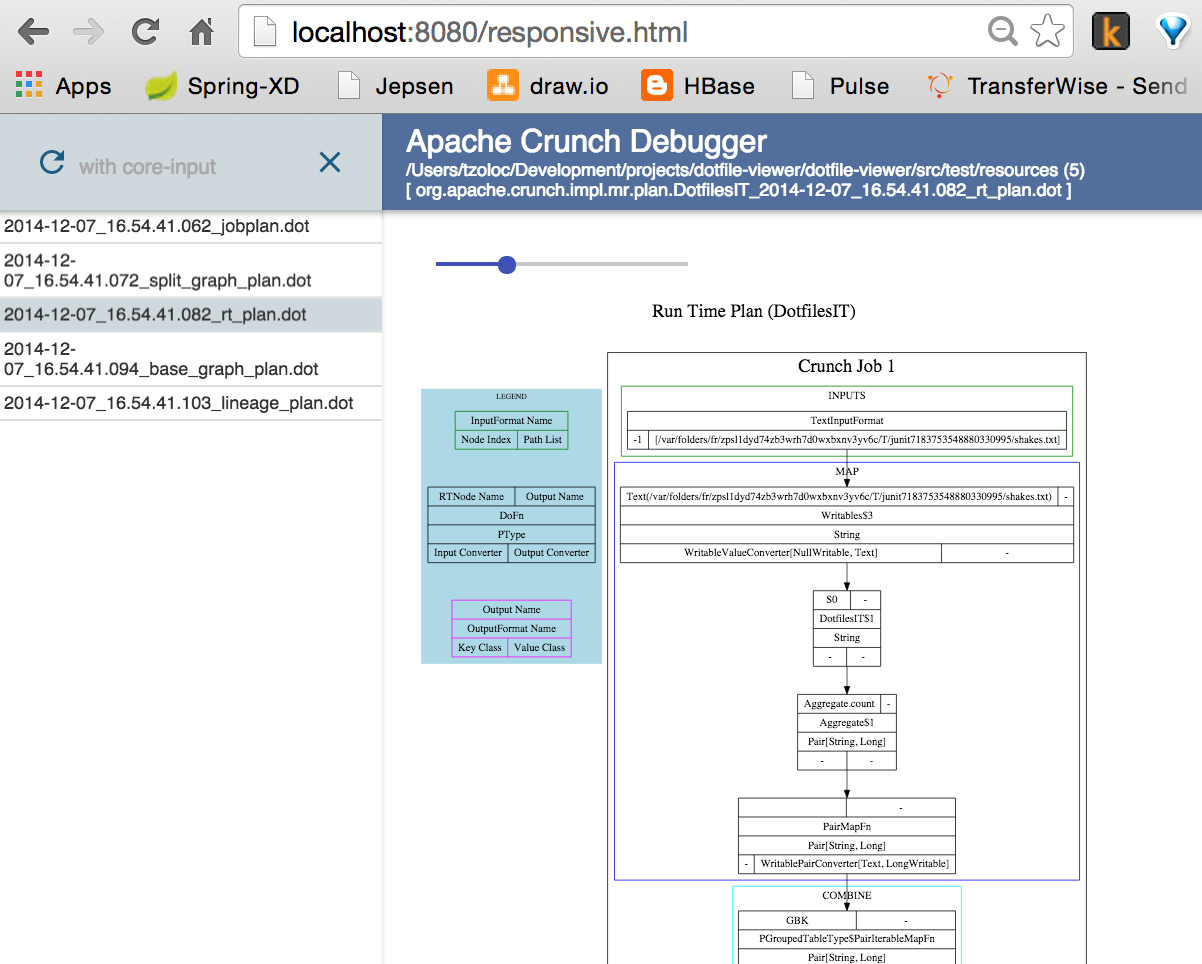 localhost:8080/responsive.html
Apps Spring-XD Jepsen draw.io HBase Pulse TransferWise - Send
with core-input
Apache Crunch Debugger
/Users/tzoloc/Development/projects/dotfile-viewer/dotfile-viewer/src/test/resources (5)
[ org.apache.crunch.impl.mr.plan.DotfilesIT_2014-12-07_16.54.41.082_rt_plan.dot ]
2014-12-07_16.54.41.062_jobplan.dot
2014-12-
07_16.54.41.072_split_graph_plan.dot
2014-12-07_16.54.41.082_rt_plan.dot
2014-12-
07_16.54.41.094_base_graph_plan.dot
2014-12-07_16.54.41.103_lineage_plan.dot
Run Time Plan (DotfilesIT)
LEGEND
InputFormat Name
Node Index Path List
RTNode Name Output Name
DoFn
PType
Input Converter Output Converter
Output Name
OutputFormat Name
Key Class Value Class
Crunch Job 1
INPUTS
TextInputFormat
-1 [/var/folders/fr/zpsl1dyd74zb3wrh7d0wxbxnv3yv6c/T/junit7183753548880330995/shakes.txt]
MAP
Text(/var/folders/fr/zpsl1dyd74zb3wrh7d0wxbxnv3yv6c/T/junit7183753548880330995/shakes.txt) -
Writables$3
String
WritableValueConverter[NullWritable, Text] -
S0 -
DotfilesIT$1
String
- -
Aggregate.count -
Aggregate$1
Pair[String, Long]
- -
-
PairMapFn
Pair[String, Long]
- WritablePairConverter[Text, LongWritable]
COMBINE
GBK -
PGroupedTableType$PairIterableMapFn
Pair[String, Long]